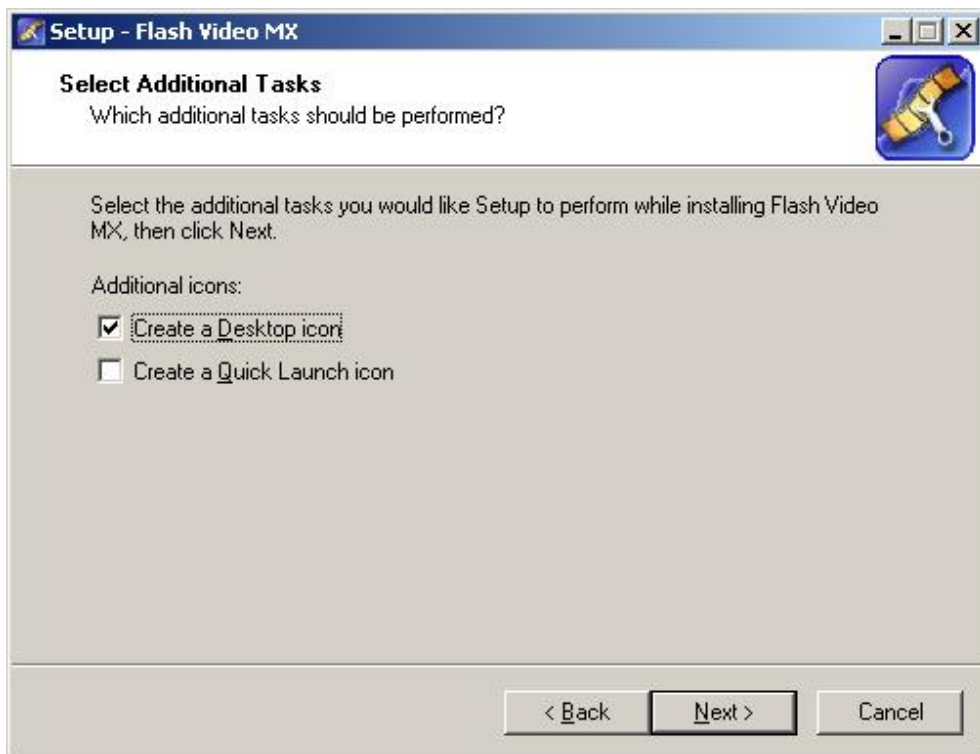 Setup - Flash Video MX
Select Additional Tasks
Which additional tasks should be performed?
Select the additional tasks you would like Setup to perform while installing Flash Video
MX, then click Next.
Additional icons:
Create a Desktop icon
Create a Quick Launch icon
< Back
Next >
Cancel